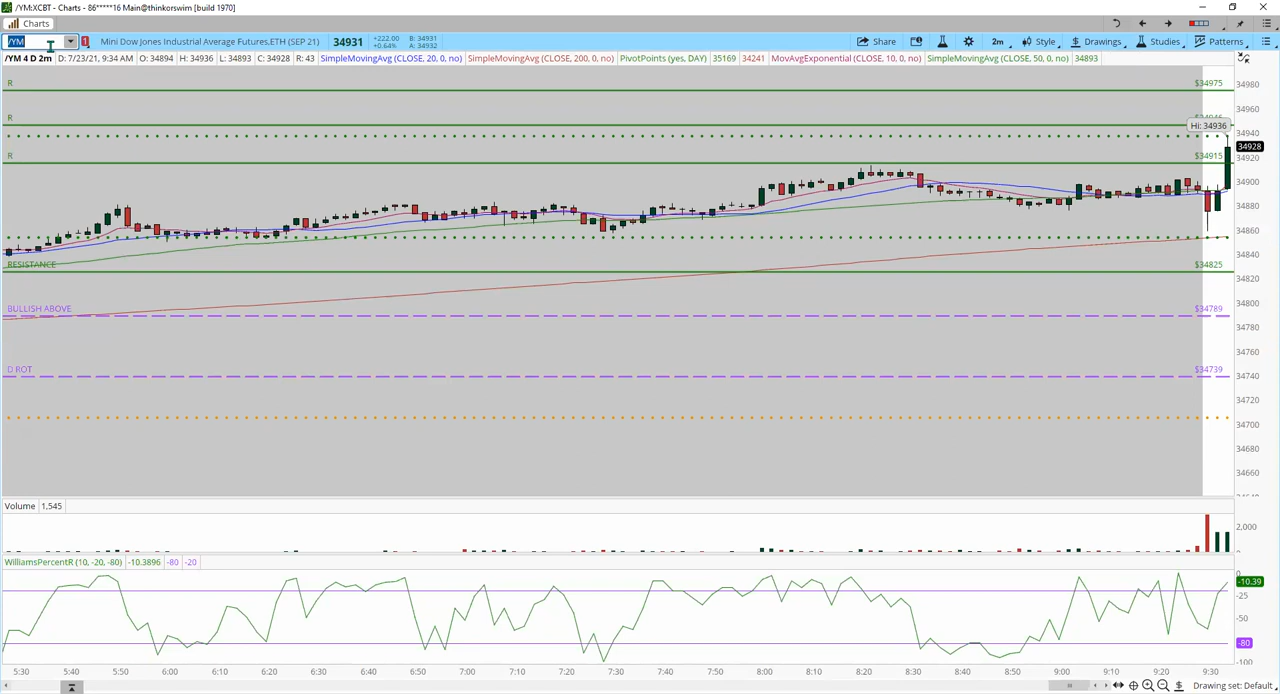 /YM:XCBT - Charts - 86*****16 Main@thinkorswim [build 1970]
Charts
/YM
1
Mini Dow Jones Industrial Average Futures,ETH (SEP 21)
34931
+222.00
+0.64%
B: 34931
A: 34932
Share
2m
Style
Drawings
Studies
Patterns
/YM 4 D 2m
D: 7/23/21, 9:34 AM
O: 34894
H: 34936
L: 34893
C: 34928
R: 43
SimpleMovingAvg (CLOSE, 20, 0, no)
SimpleMovingAvg (CLOSE, 200, 0, no)
PivotPoints (yes, DAY)
35169
34241
MovAvgExponential (CLOSE, 10, 0, no)
SimpleMovingAvg (CLOSE, 50, 0, no)
34893
R
$34975
R
Hi: 34936
R
$34915
RESISTANCE
$34825
BULLISH ABOVE
$34789
D ROT
$34739
34980
34960
34940
34928
34920
34900
34880
34860
34840
34820
34800
34780
34760
34740
34720
34700
34680
34660
Volume
1,545
2,000
WilliamsPercentR (10, -20, -80)
-10.3896
-80
-20
0
-10.39
-25
-50
-80
-100
5:30
5:40
5:50
6:00
6:10
6:20
6:30
6:40
6:50
7:00
7:10
7:20
7:30
7:40
7:50
8:00
8:10
8:20
8:30
8:40
8:50
9:00
9:10
9:20
9:30
Drawing set: Default